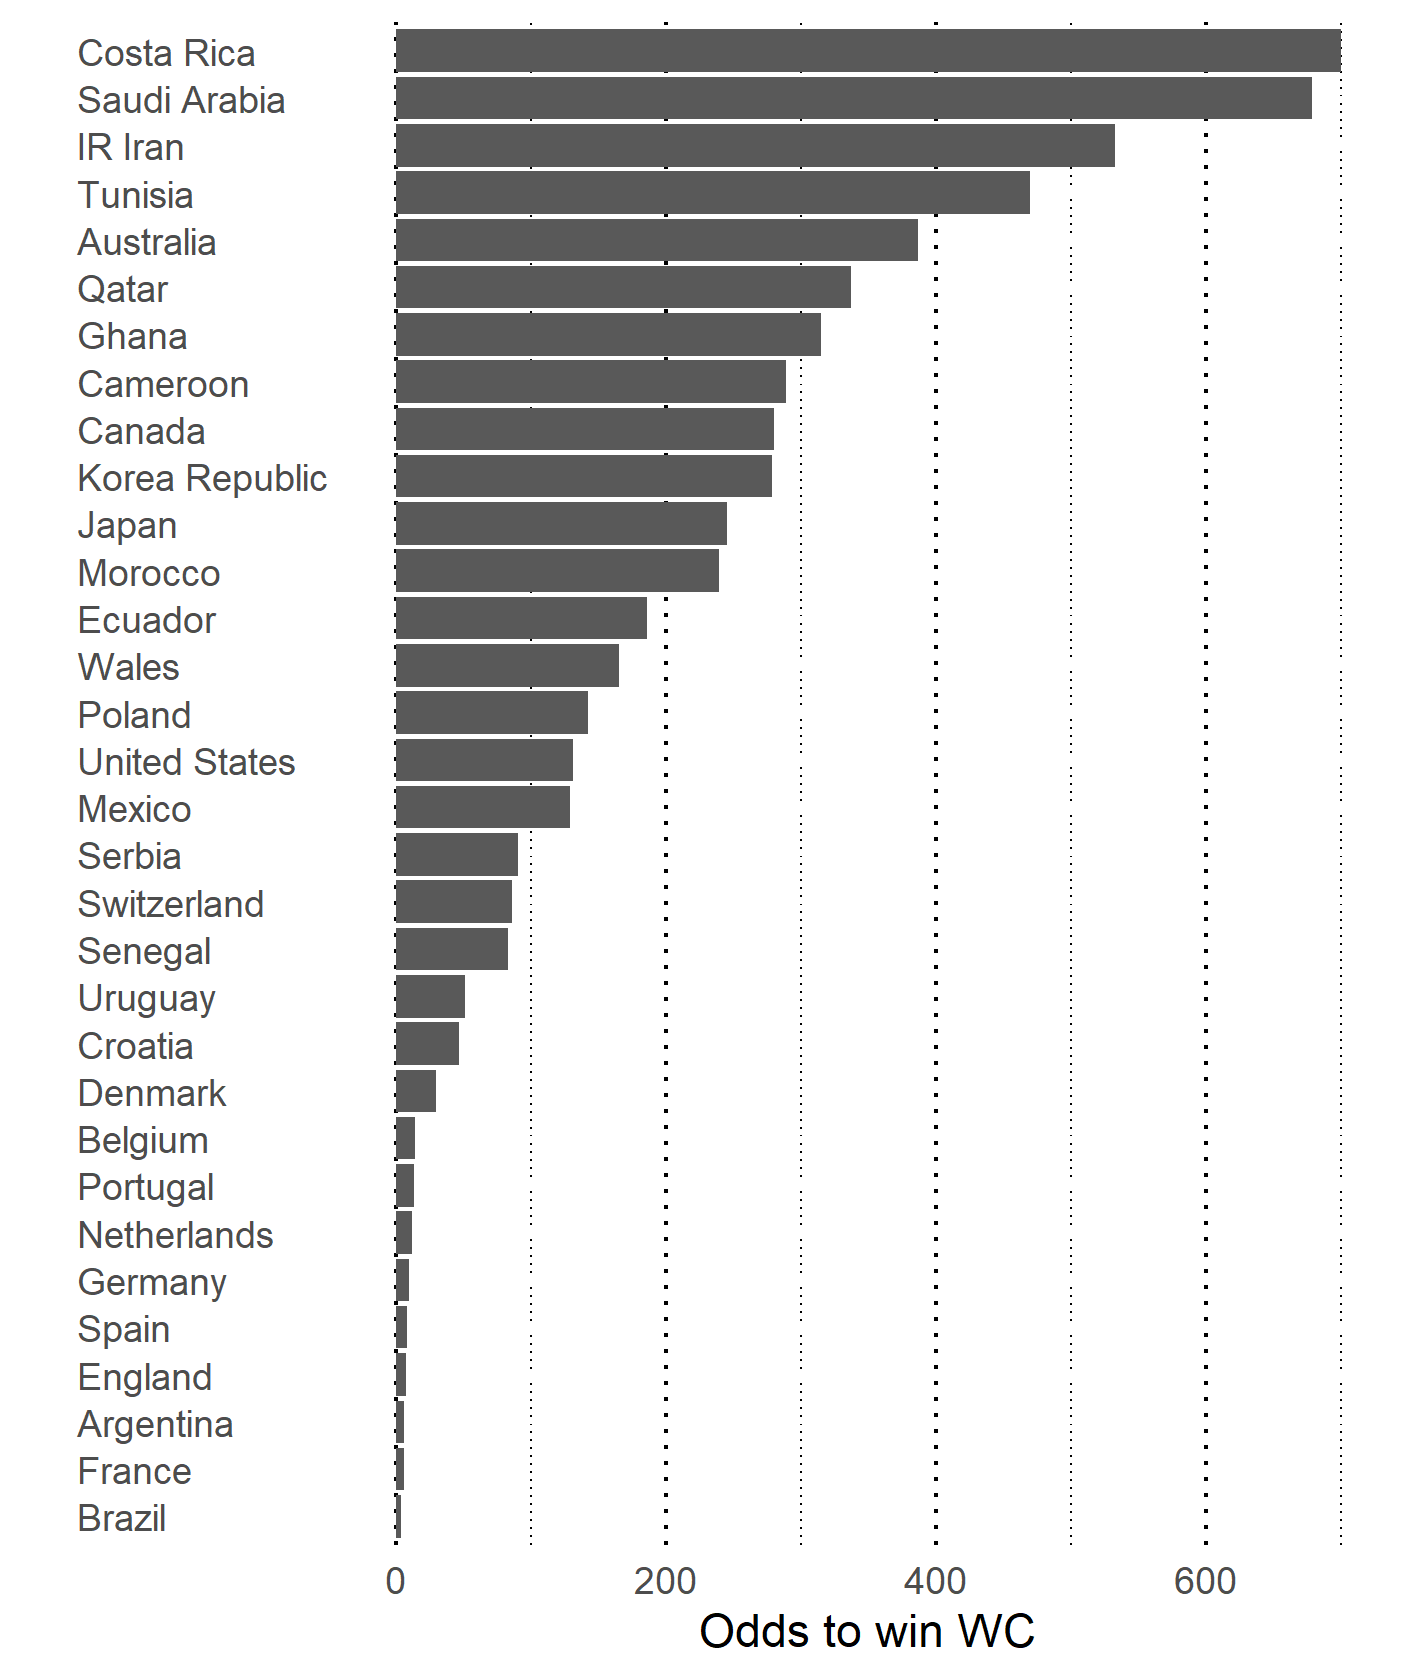 Costa Rica
Saudi Arabia
IR Iran
Tunisia
Australia
Qatar
Ghana
Cameroon
Canada
Korea Republic
Japan
Morocco
Ecuador
Wales
Poland
United States
Mexico
Serbia
Switzerland
Senegal
Uruguay
Croatia
Denmark
Belgium
Portugal
Netherlands
Germany
Spain
England
Argentina
France
Brazil
0 200 400 600
Odds to win WC